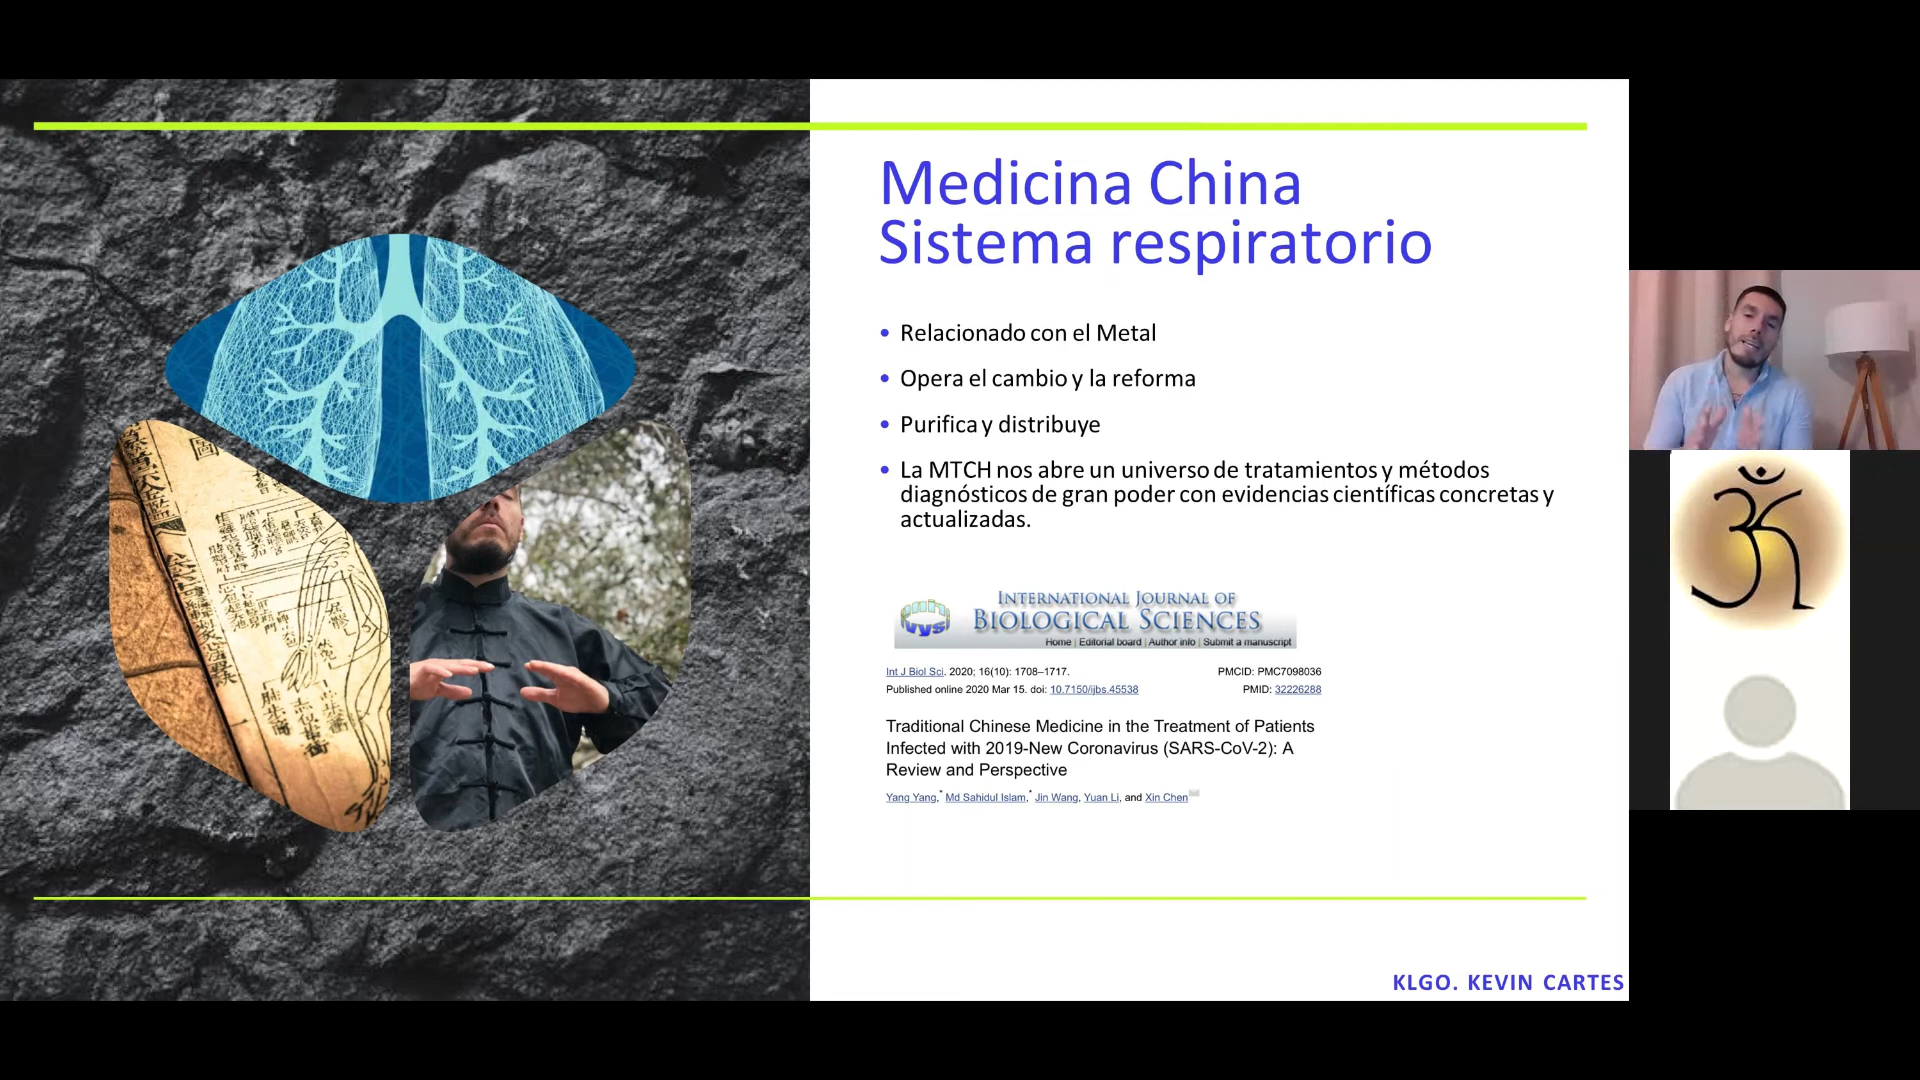 Medicina China
Sistema respiratorio
• Relacionado con el Metal
• Opera el cambio y la reforma
• Purifica y distribuye
• La MTCH nos abre un universo de tratamientos y métodos
diagnósticos de gran poder con evidencias científicas concretas y
actualizadas.
INTERNATIONAL JOURNAL OF
BIOLOGICAL SCIENCES
Home | Editorial board | Author info | Submit a manuscript
Int J Biol Sci. 2020; 16(10): 1708–1717. PMCID: PMC7098036
Published online 2020 Mar 15. doi: 10.7150/ijbs.45538 PMID: 32226288
Traditional Chinese Medicine in the Treatment of Patients
Infected with 2019-New Coronavirus (SARS-CoV-2): A
Review and Perspective
Yang Yang,* Md Sahidul Islam,* Jin Wang, Yuan Li, and Xin Chen
KLGO. KEVIN CARTES